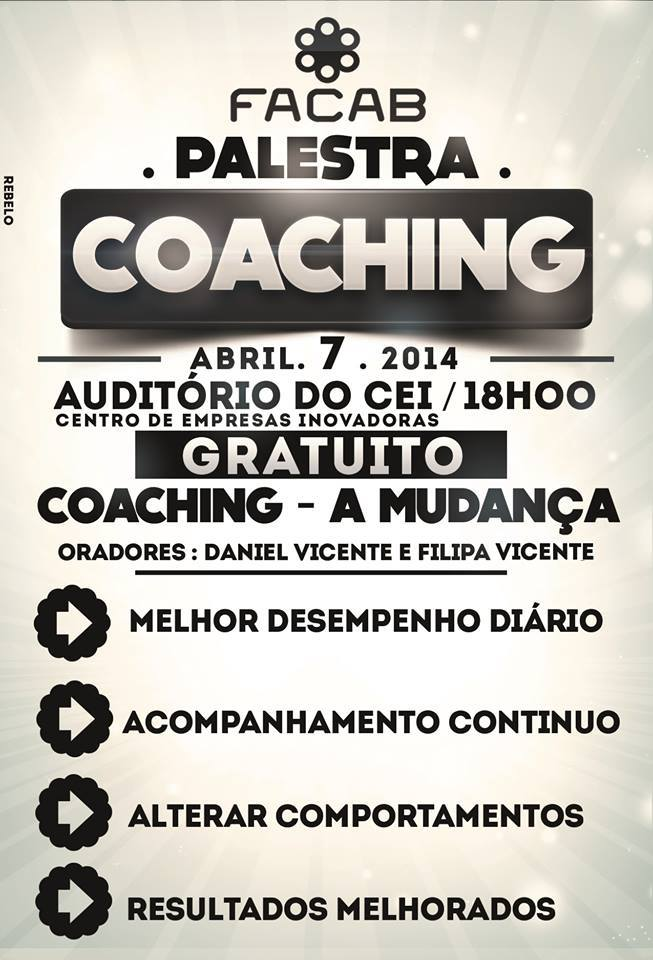 FACAB
. PALESTRA .
REBELO
COACHING
ABRIL. 7 . 2014
AUDITÓRIO DO CEI / 18HOO
CENTRO DE EMPRESAS INOVADORAS
GRATUITO
COACHING - A MUDANÇA
ORADORES : DANIEL VICENTE E FILIPA VICENTE
MELHOR DESEMPENHO DIÁRIO
ACOMPANHAMENTO CONTINUO
ALTERAR COMPORTAMENTOS
RESULTADOS MELHORADOS